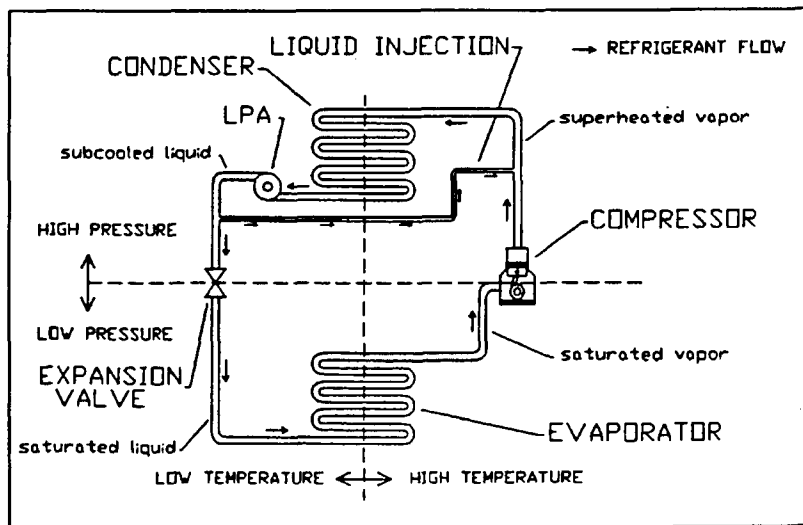 LIQUID INJECTION
→ REFRIGERANT FLOW
CONDENSER
LPA
superheated vapor
subcooled liquid
COMPRESSOR
HIGH PRESSURE
LOW PRESSURE
saturated vapor
EXPANSION
VALVE
EVAPORATOR
saturated liquid
LOW TEMPERATURE
HIGH TEMPERATURE